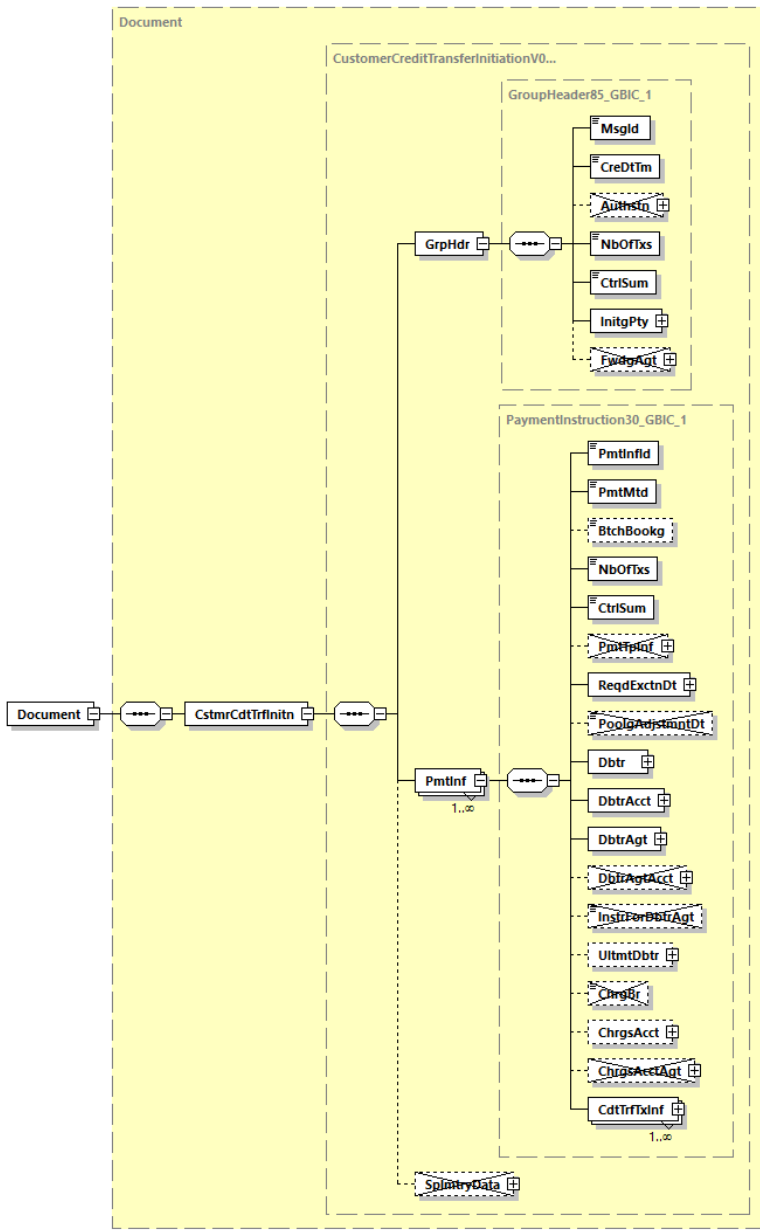 Document
CustomerCreditTransferInitiationV0...
GroupHeader85_GBIC_1
MsgId
CreDtTm
Authstn
GrpHdr
NbOfTxs
CtrlSum
InitgPty
FwdgAgt
PaymentInstruction30_GBIC_1
PmtInfId
PmtMtd
BtchBookg
NbOfTxs
CtrlSum
PmtTpInf
ReqdExctnDt
Document
CstmrCdtTrfInitn
PoolgAdjstmntDt
Dbtr
PmtInf
1..∞
DbtrAcct
DbtrAgt
DbtrAgtAcct
InstrForDbtrAgt
UltmtDbtr
ChrgBr
ChrgsAcct
ChrgsAcctAgt
CdtTrfTxInf
1..∞
SplmtryData